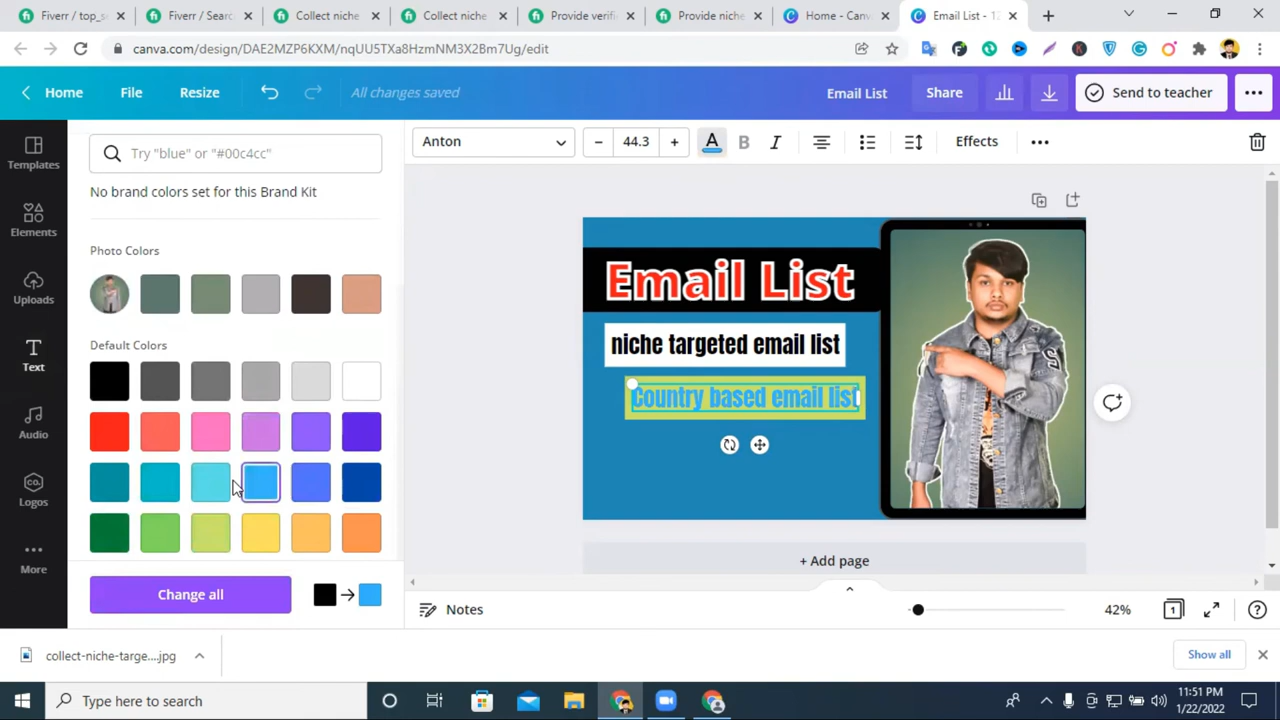 Fiverr / top_s
Fiverr / Searc
Collect niche
Collect niche
Provide verifi
Provide niche
Home - Canv
Email List - 12
canva.com/design/DAE2MZP6KXM/nqUU5TXa8HzmNM3X2Bm7Ug/edit
Home
File
Resize
All changes saved
Email List
Share
Send to teacher
Templates
Elements
Uploads
Text
Audio
CO.
Logos
More
Try "blue" or "#00c4cc"
No brand colors set for this Brand Kit
Photo Colors
Default Colors
Change all
Anton
44.3
A
B
I
Effects
Email List
niche targeted email list
Country based email list
+ Add page
Notes
42%
1
collect-niche-targe....jpg
Show all
Type here to search
11:51 PM
1/22/2022